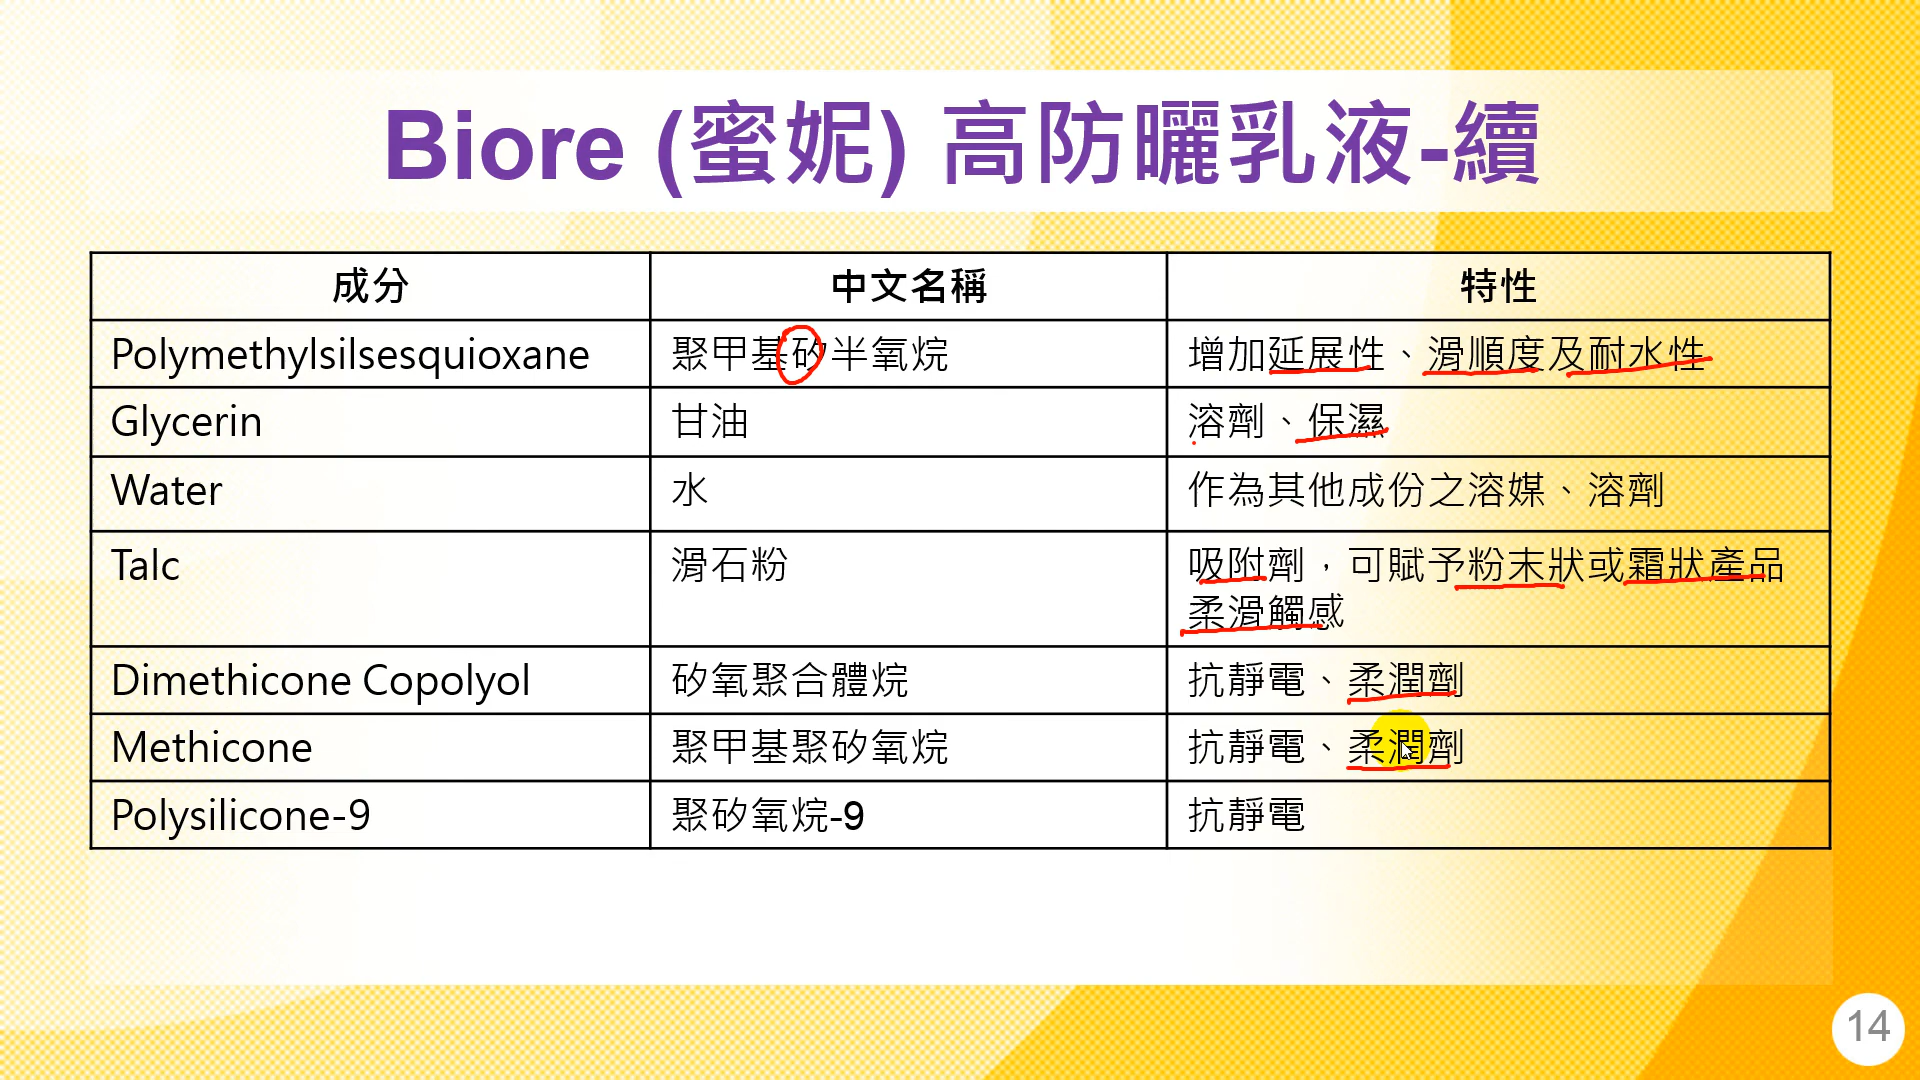 Biore (蜜妮) 高防曬乳液-續
成分 中文名稱 特性
Polymethylsilsesquioxane 聚甲基矽半氧烷 增加延展性、滑順度及耐水性
Glycerin 甘油 溶劑、保濕
Water 水 作為其他成份之溶媒、溶劑
Talc 滑石粉 吸附劑，可賦予粉末狀或霜狀產品
柔滑觸感
Dimethicone Copolyol 矽氧聚合體烷 抗靜電、柔潤劑
Methicone 聚甲基聚矽氧烷 抗靜電、柔潤劑
Polysilicone-9 聚矽氧烷-9 抗靜電
14